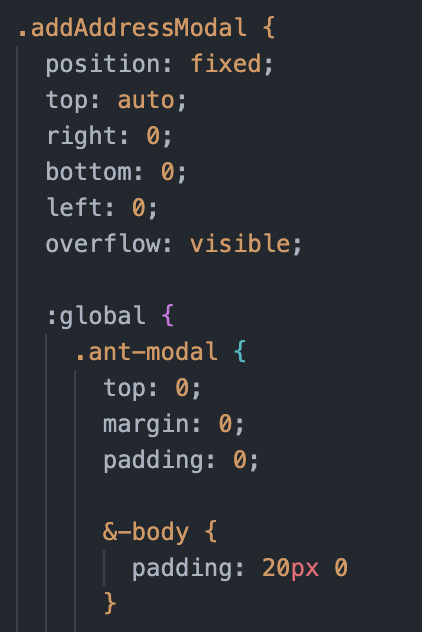 .addAddressModal {
position: fixed;
top: auto;
right: 0;
bottom: 0;
left: 0;
overflow: visible;
:global {
.ant-modal {
top: 0;
margin: 0;
padding: 0;
&-body {
padding: 20px 0
}